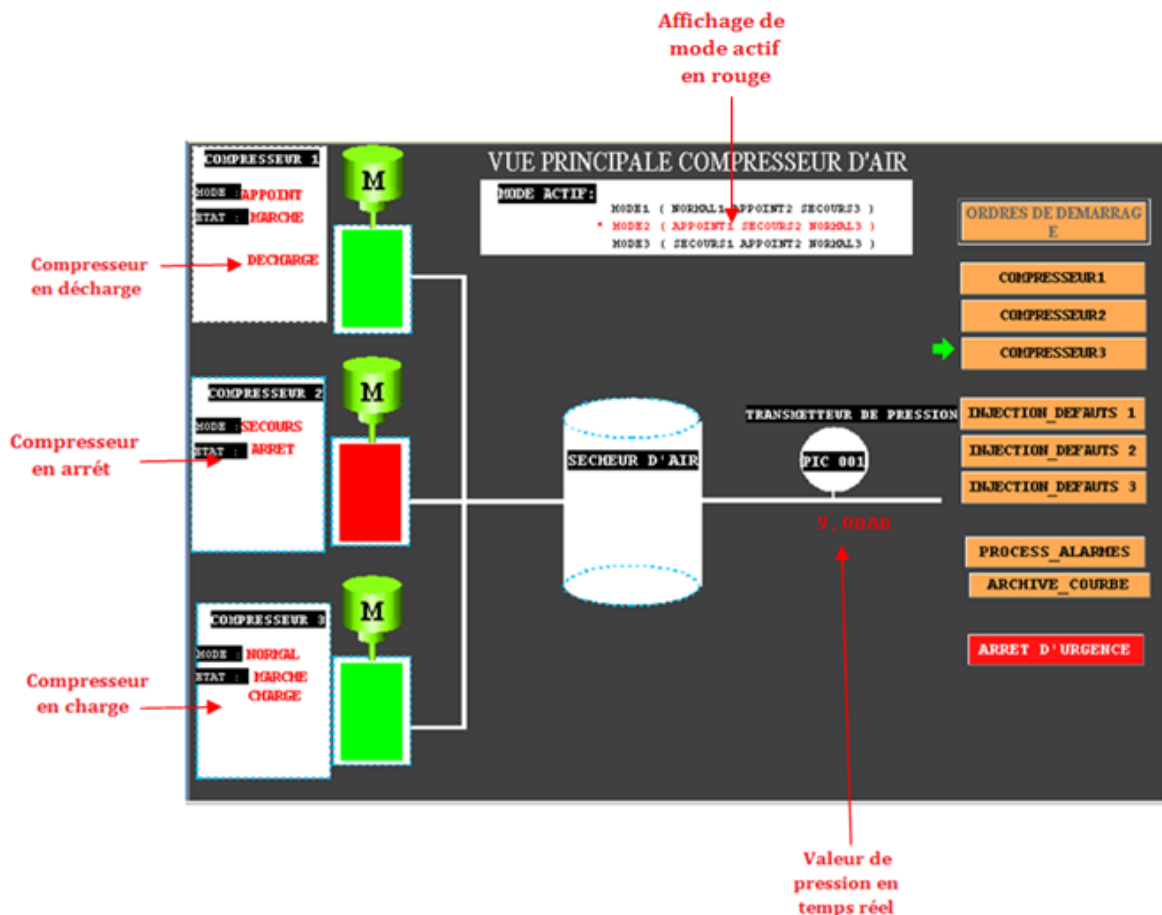 Affichage de
mode actif
en rouge
VUE PRINCIPALE COMPRESSEUR D'AIR
MODE ACTIF:
MODE1 ( NORMAL1 APPOINT2 SECOURS3 )
* MODE2 ( APPOINT1 SECOURS2 NORMAL3 )
MODE3 ( SECOURS1 APPOINT2 NORMAL3 )
COMPRESSEUR 1
MODE : APPOINT
ETAT : MARCHE
DECHARGE
M
Compresseur
en décharge
COMPRESSEUR 2
MODE : SECOURS
ETAT : ARRET
M
Compresseur
en arrét
COMPRESSEUR 3
MODE : NORMAL
ETAT : MARCHE
CHARGE
M
Compresseur
en charge
SECHEUR D'AIR
TRANSMETTEUR DE PRESSION
PIC 001
9,0BAR
Valeur de
pression en
temps réel
ORDRES DE DEMARRAG
E
COMPRESSEUR1
COMPRESSEUR2
COMPRESSEUR3
INJECTION_DEFAUTS 1
INJECTION_DEFAUTS 2
INJECTION_DEFAUTS 3
PROCESS_ALARMES
ARCHIVE_COURBE
ARRET D'URGENCE